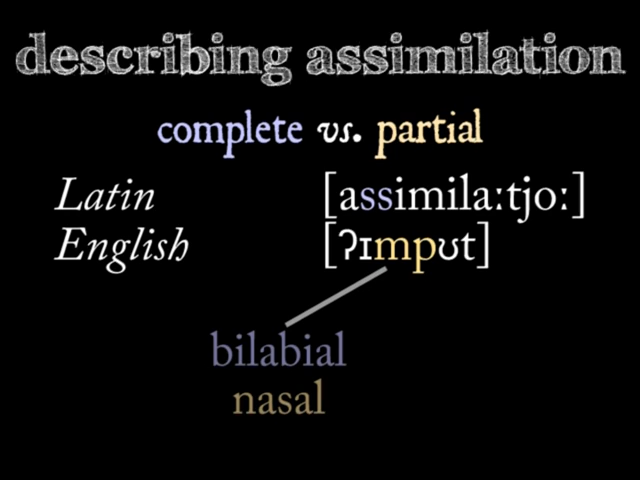 describing assimilation
complete vs. partial
Latin [assimilaːtjoː]
English [ʔɪmpʊt]
bilabial
nasal